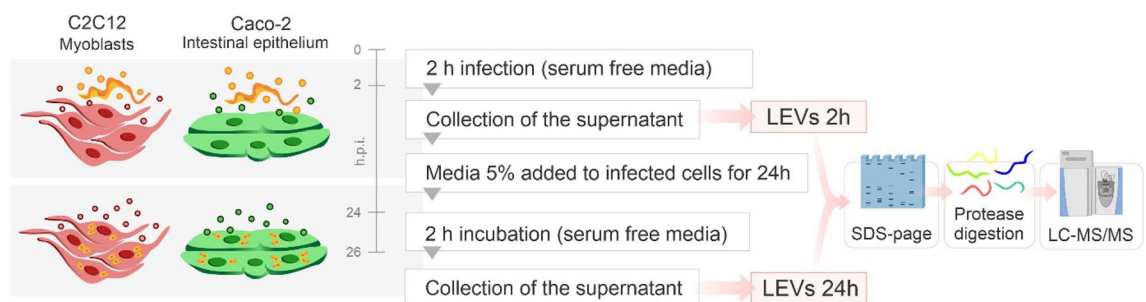 C2C12
Myoblasts
Caco-2
Intestinal epithelium
0
2
h.p.i.
24
26
2 h infection (serum free media)
Collection of the supernatant
LEVs 2h
Media 5% added to infected cells for 24h
2 h incubation (serum free media)
Collection of the supernatant
LEVs 24h
SDS-page
Protease
digestion
LC-MS/MS